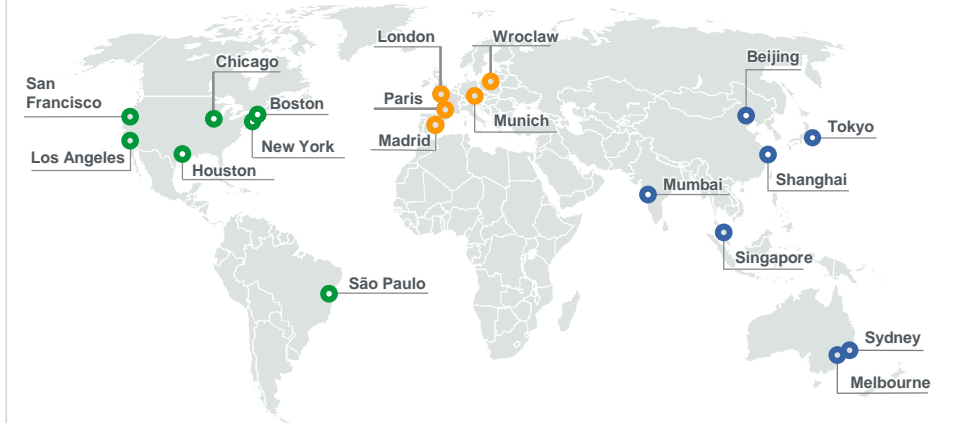 London
Wroclaw
Chicago
Beijing
San
Francisco
Paris
Boston
Munich
Tokyo
Madrid
New York
Los Angeles
Houston
Mumbai
Shanghai
Singapore
São Paulo
Sydney
Melbourne